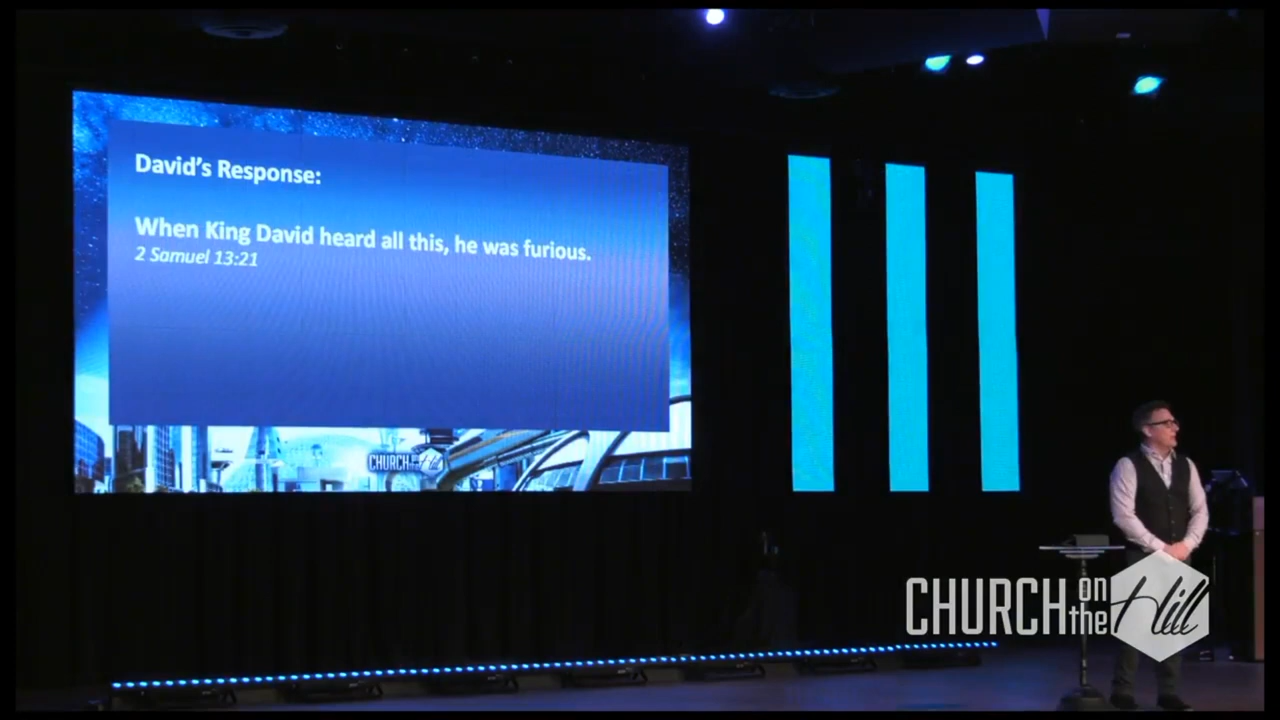 David's Response:
When King David heard all this, he was furious.
2 Samuel 13:21
CHURCH on the Hill
CHURCH on the Hill